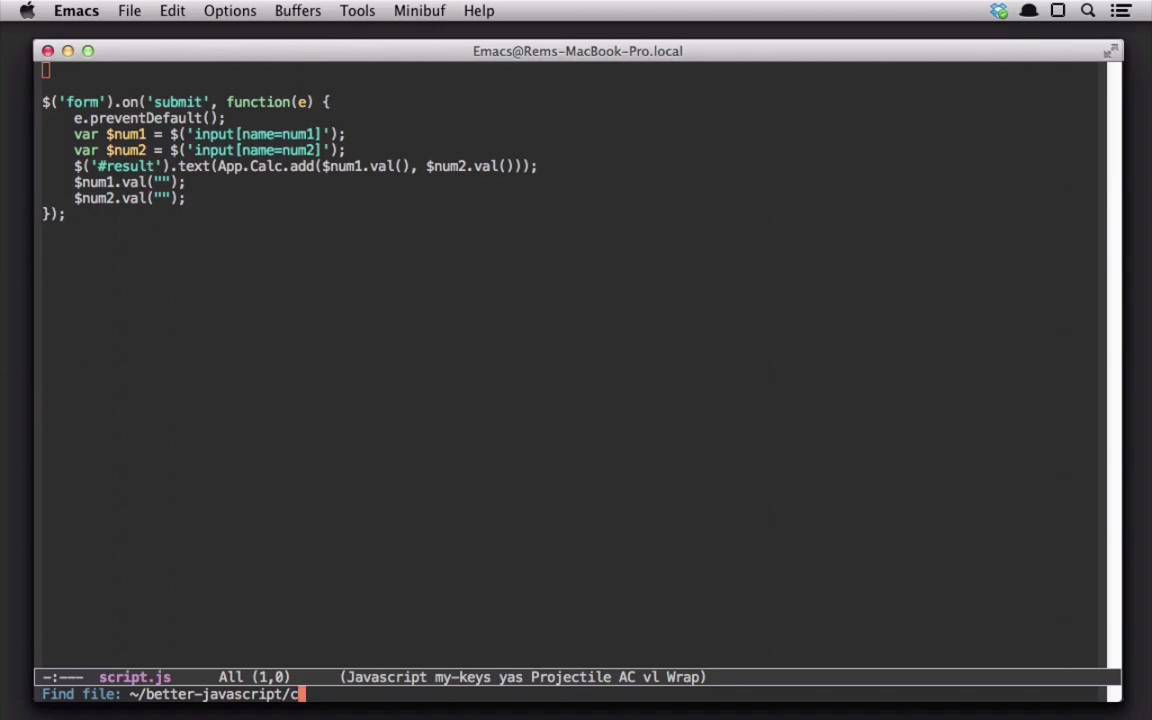 Emacs File Edit Options Buffers Tools Minibuf Help
Emacs@Rems-MacBook-Pro.local
$('form').on('submit', function(e) {
    e.preventDefault();
    var $num1 = $('input[name=num1]');
    var $num2 = $('input[name=num2]');
    $('#result').text(App.Calc.add($num1.val(), $num2.val()));
    $num1.val("");
    $num2.val("");
});
-:--- script.js All (1,0) (Javascript my-keys yas Projectile AC vl Wrap)
Find file: ~/better-javascript/c